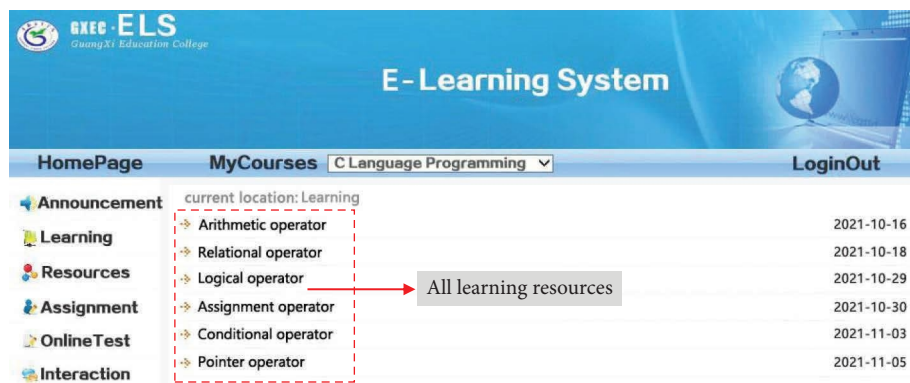 GXEC·ELS
GuangXi Education College
E-Learning System
HomePage MyCourses C Language Programming LoginOut
Announcement
Learning
Resources
Assignment
OnlineTest
Interaction
current location: Learning
Arithmetic operator 2021-10-16
Relational operator 2021-10-18
Logical operator 2021-10-29
Assignment operator 2021-10-30
Conditional operator 2021-11-03
Pointer operator 2021-11-05
All learning resources